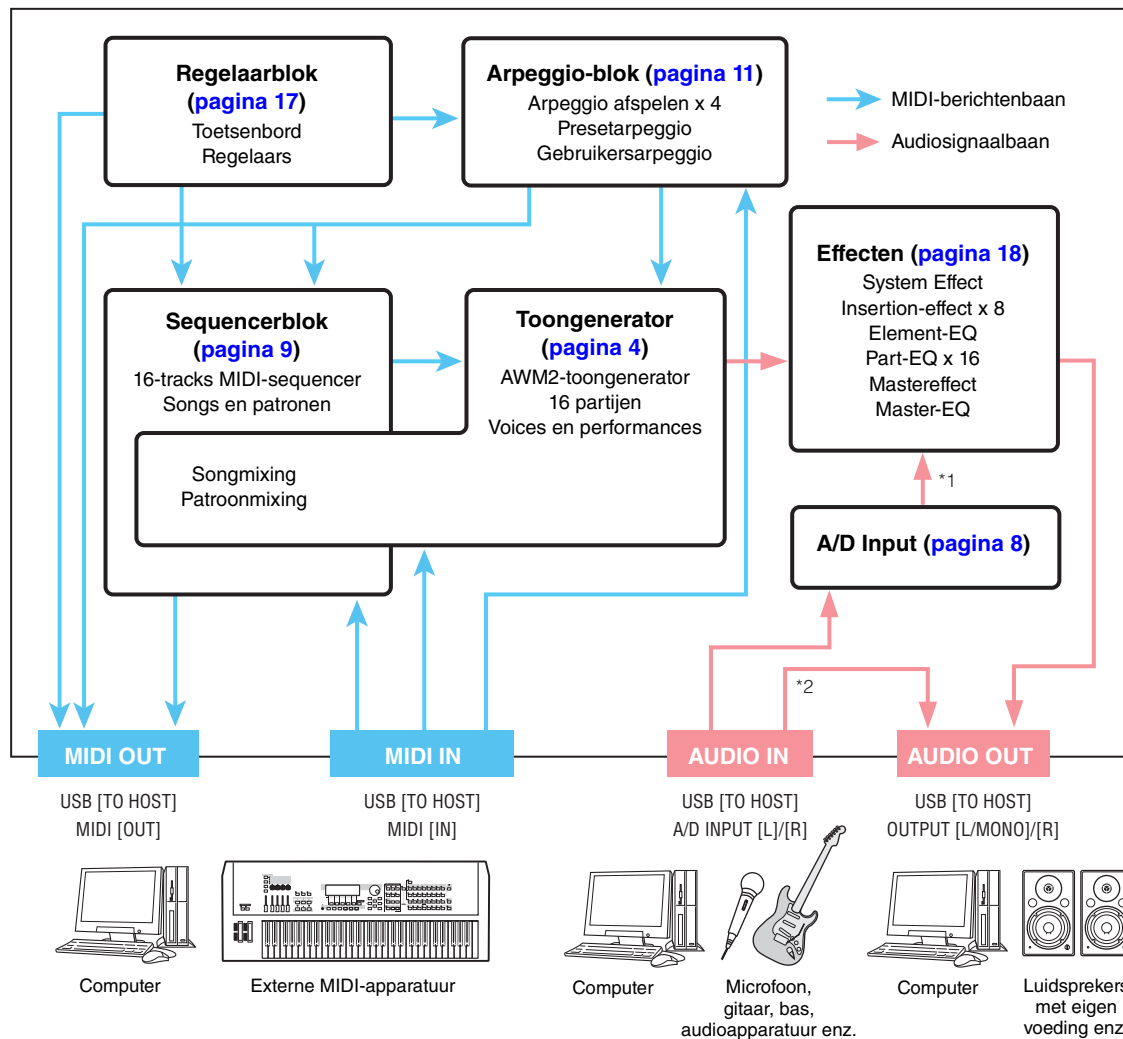 Regelaarblok
(pagina 17)
Toetsenbord
Regelaars
Arpeggio-blok (pagina 11)
Arpeggio afspelen x 4
Presetarpeggio
Gebruikersarpeggio
MIDI-berichtenbaan
Audiosignaalbaan
Sequencerblok
(pagina 9)
16-tracks MIDI-sequencer
Songs en patronen
Songmixing
Patroonmixing
Toongenerator
(pagina 4)
AWM2-toongenerator
16 partijen
Voices en performances
Effecten (pagina 18)
System Effect
Insertion-effect x 8
Element-EQ
Part-EQ x 16
Mastereffect
Master-EQ
*1
A/D Input (pagina 8)
*2
MIDI OUT
MIDI IN
AUDIO IN
AUDIO OUT
USB [TO HOST]
MIDI [OUT]
USB [TO HOST]
MIDI [IN]
USB [TO HOST]
A/D INPUT [L]/[R]
USB [TO HOST]
OUTPUT [L/MONO]/[R]
Computer
Externe MIDI-apparatuur
Computer
Microfoon,
gitaar, bas,
audioapparatuur enz.
Computer
Luidsprekers
met eigen
voeding enz.